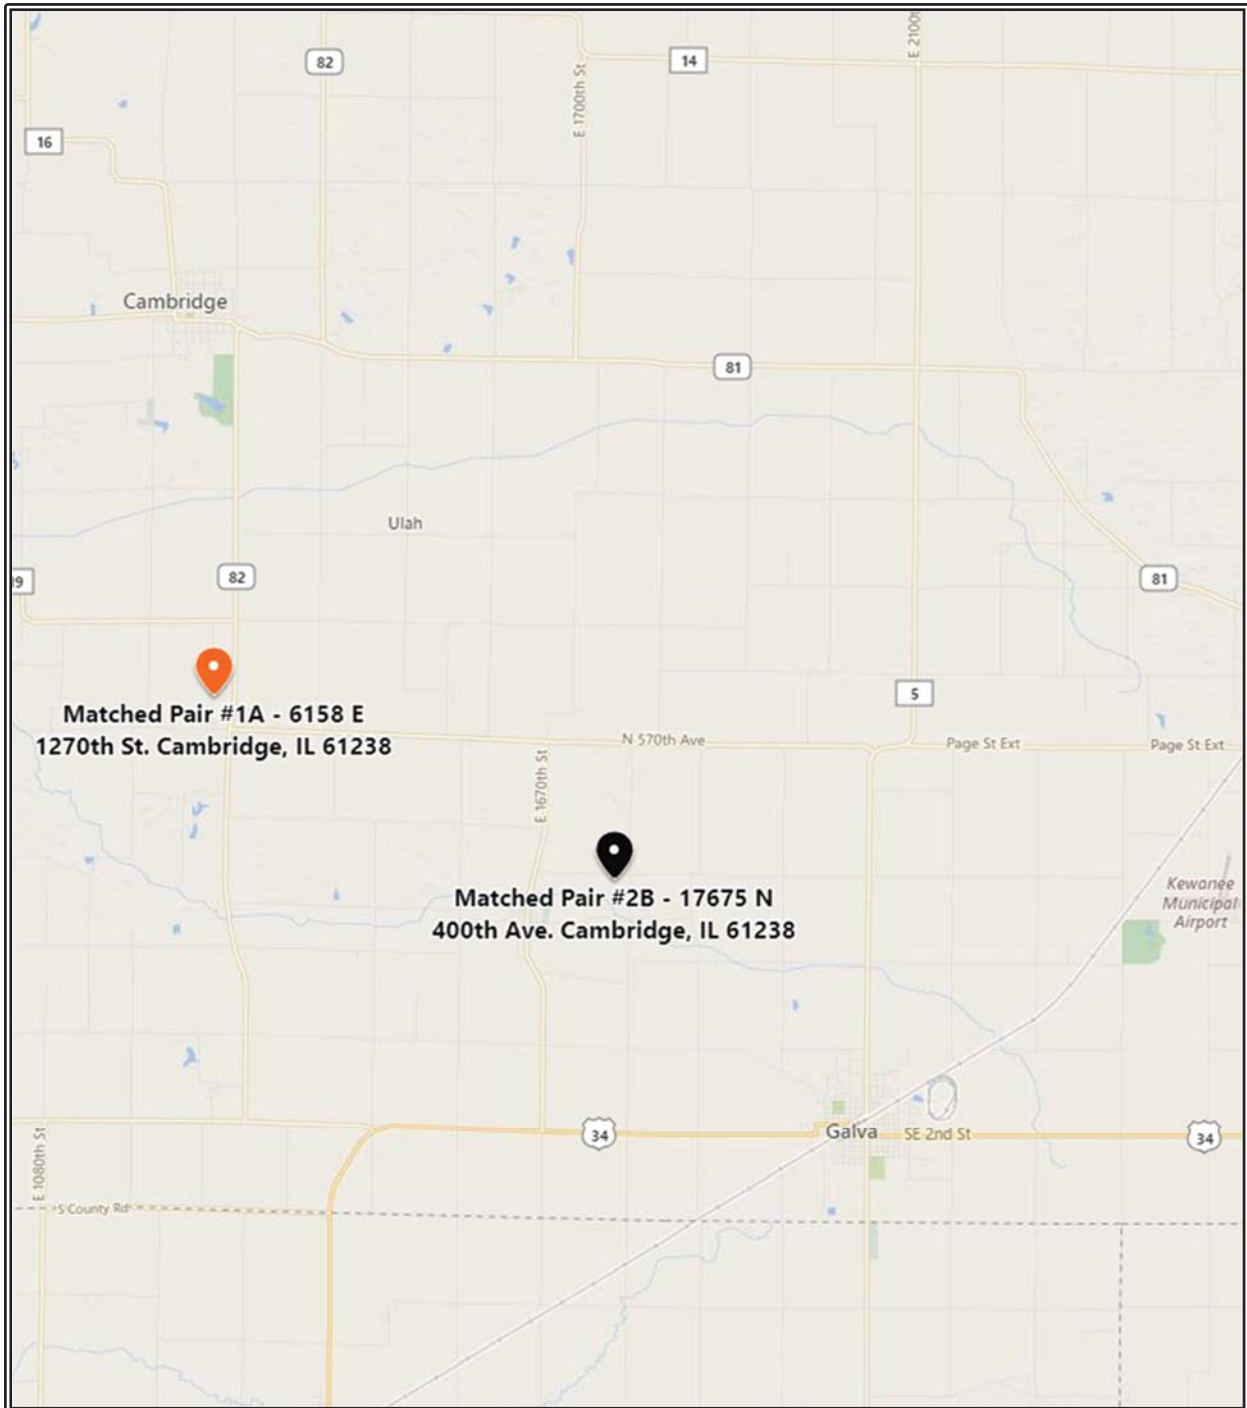 E 2100t
82
14
E 1700th St
16
Cambridge
81
Ulah
82
81
5
Matched Pair #1A - 6158 E
1270th St. Cambridge, IL 61238
N 570th Ave
Page St Ext
Page St Ext
E 1670th St
Matched Pair #2B - 17675 N
400th Ave. Cambridge, IL 61238
Kewanee
Municipal
Airport
34
Galva
SE 2nd St
34
E 1080th St
S County Rd